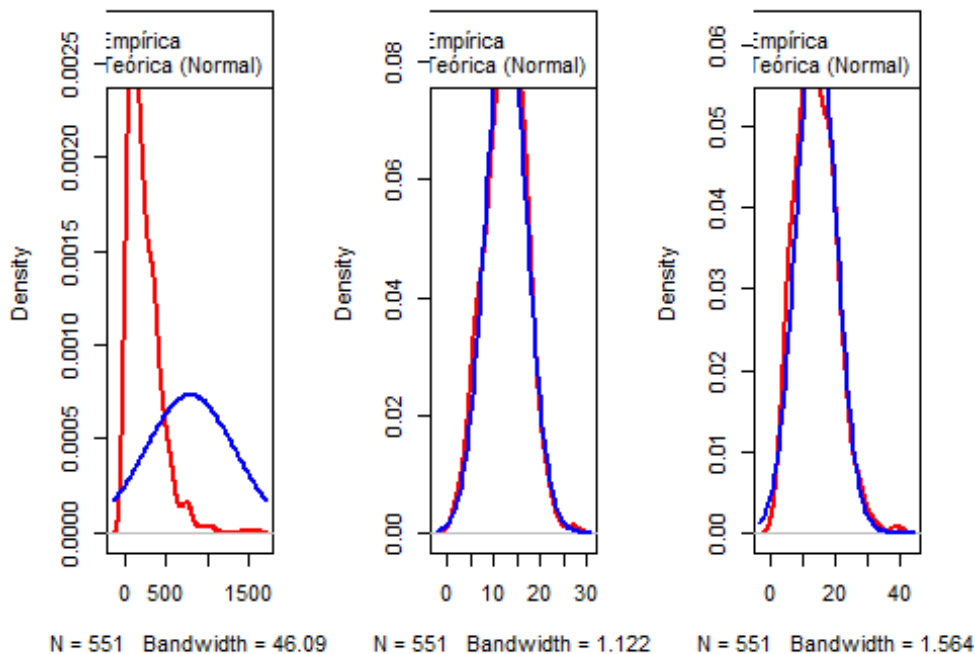 Empírica
Teórica (Normal)
Density
0.0000 0.0005 0.0010 0.0015 0.0020 0.0025
0 500 1500
N = 551 Bandwidth = 46.09
Empírica
Teórica (Normal)
Density
0.00 0.02 0.04 0.06 0.08
0 10 20 30
N = 551 Bandwidth = 1.122
Empírica
Teórica (Normal)
Density
0.00 0.01 0.02 0.03 0.04 0.05 0.06
0 20 40
N = 551 Bandwidth = 1.564